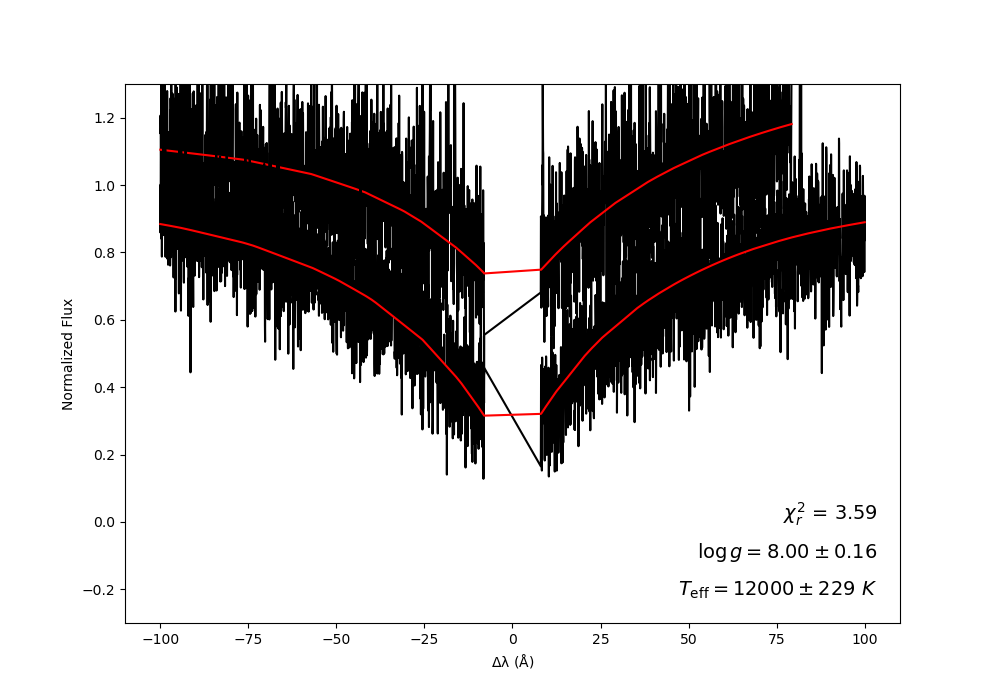 1.2
1.0
0.8
0.6
0.4
0.2
0.0
−0.2
Normalized Flux
χ²ᵣ = 3.59
log g = 8.00 ± 0.16
T_eff = 12000 ± 229 K
−100 −75 −50 −25 0 25 50 75 100
Δλ (Å)